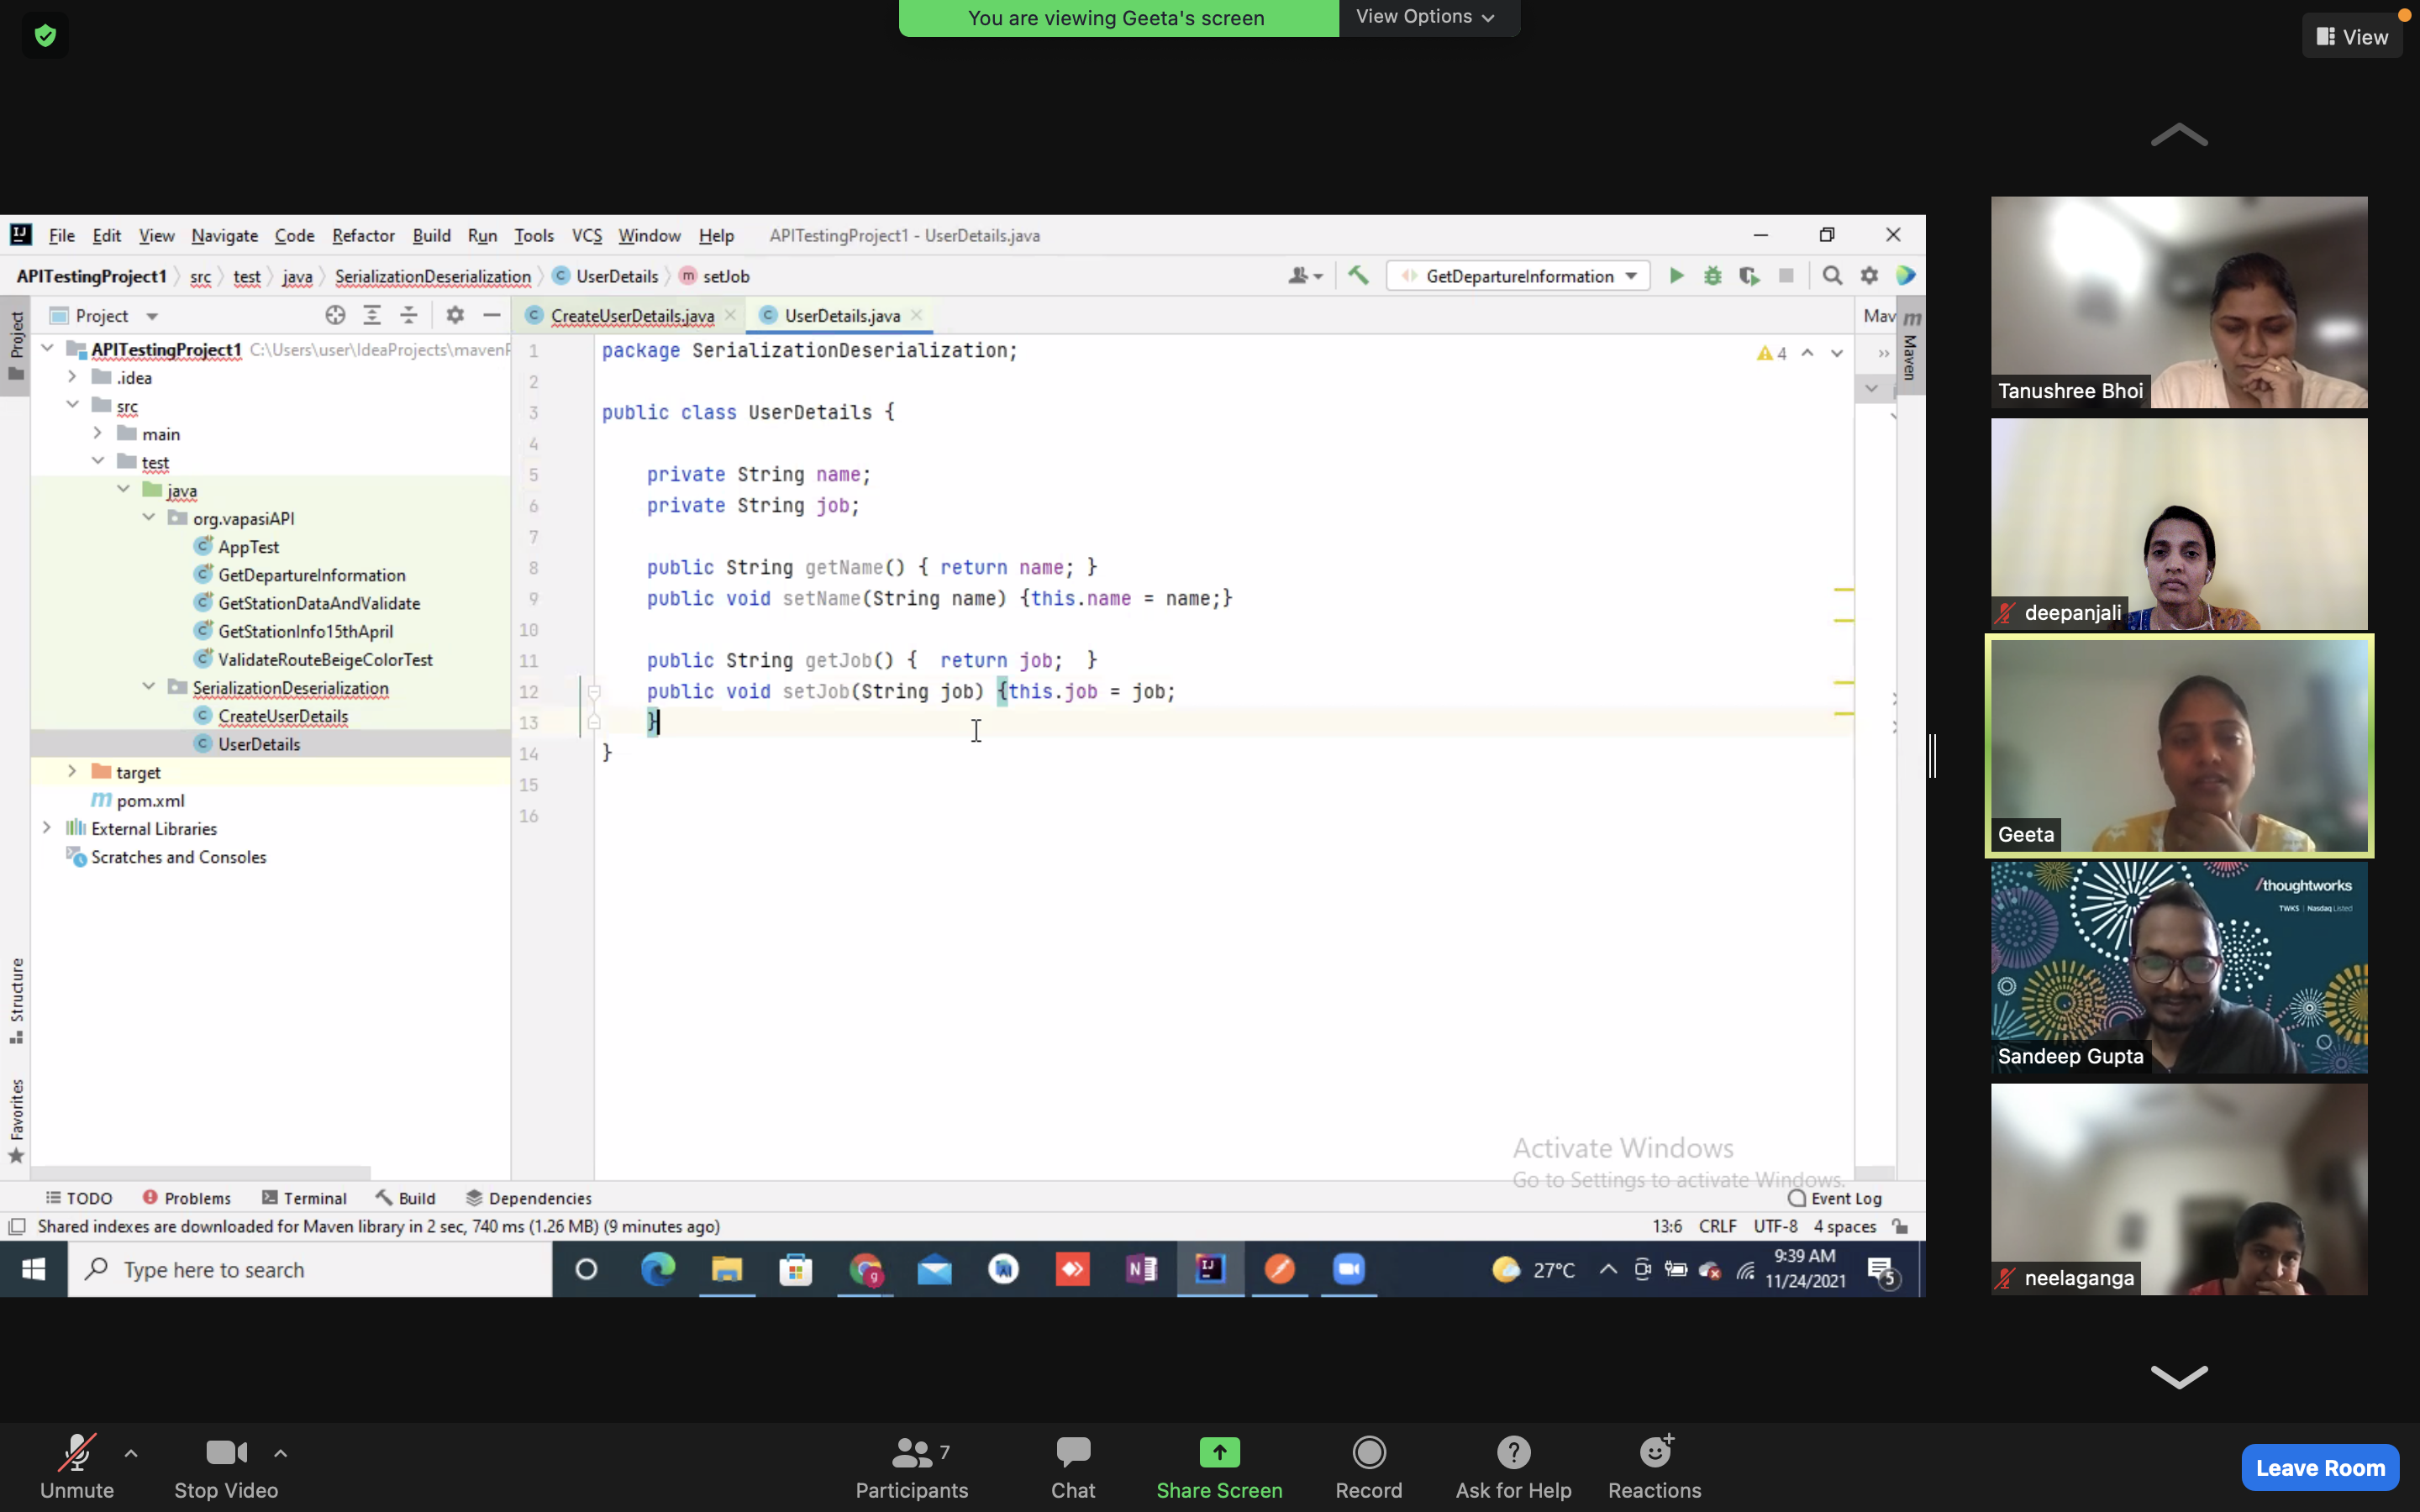 You are viewing Geeta's screen
View Options
View
File Edit View Navigate Code Refactor Build Run Tools VCS Window Help APITestingProject1 - UserDetails.java
APITestingProject1 src test java SerializationDeserialization UserDetails setJob
GetDepartureInformation
Project
CreateUserDetails.java
UserDetails.java
Mav
Project
Maven
APITestingProject1 C:\Users\user\IdeaProjects\maven
.idea
src
main
test
java
org.vapasiAPI
AppTest
GetDepartureInformation
GetStationDataAndValidate
GetStationInfo15thApril
ValidateRouteBeigeColorTest
SerializationDeserialization
CreateUserDetails
UserDetails
target
pom.xml
External Libraries
Scratches and Consoles
Structure
Favorites
1 package SerializationDeserialization;
2
3 public class UserDetails {
4
5 private String name;
6 private String job;
7
8 public String getName() { return name; }
9 public void setName(String name) {this.name = name;}
10
11 public String getJob() { return job; }
12 public void setJob(String job) {this.job = job;
13 }
14 }
15
16
4
Activate Windows
Go to Settings to activate Windows.
TODO Problems Terminal Build Dependencies Event Log
Shared indexes are downloaded for Maven library in 2 sec, 740 ms (1.26 MB) (9 minutes ago) 13:6 CRLF UTF-8 4 spaces
Type here to search
27°C
9:39 AM
11/24/2021
5
Tanushree Bhoi
deepanjali
Geeta
/thoughtworks
TWKS | Nasdaq Listed
Sandeep Gupta
neelaganga
Unmute
Stop Video
Participants 7
Chat
Share Screen
Record
Ask for Help
Reactions
Leave Room